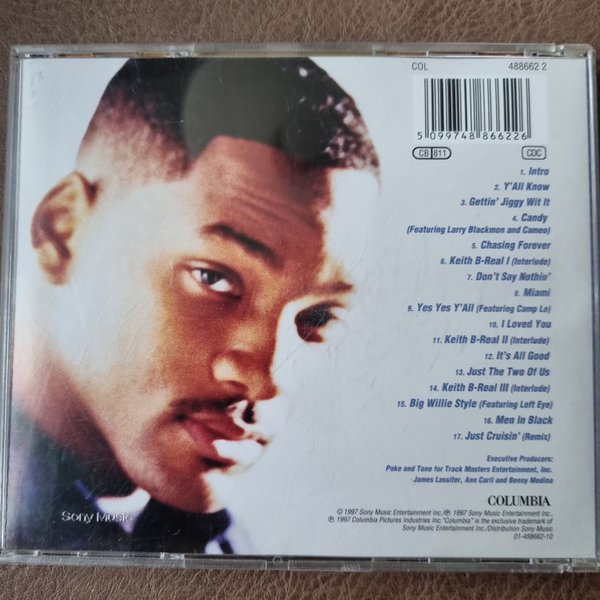 COL 488662 2
5 099748 866226
CB 811 CDC
1. Intro
2. Y'All Know
3. Gettin' Jiggy Wit It
4. Candy
(Featuring Larry Blackmon and Cameo)
5. Chasing Forever
6. Keith B-Real I (Interlude)
7. Don't Say Nothin'
8. Miami
9. Yes Yes Y'All (Featuring Camp Lo)
10. I Loved You
11. Keith B-Real II (Interlude)
12. It's All Good
13. Just The Two Of Us
14. Keith B-Real III (Interlude)
15. Big Willie Style (Featuring Left Eye)
16. Men In Black
17. Just Cruisin' (Remix)
Executive Producers:
Poke and Tone for Track Masters Entertainment, Inc.
James Lassiter, Ann Carli and Benny Medina
COLUMBIA
© 1997 Sony Music Entertainment Inc./℗ 1997 Sony Music Entertainment Inc.,
℗ 1997 Columbia Pictures Industries Inc."Columbia" is the exclusive trademark of
Sony Music Entertainment Inc./Distribution Sony Music
01-488662-10
Sony Music